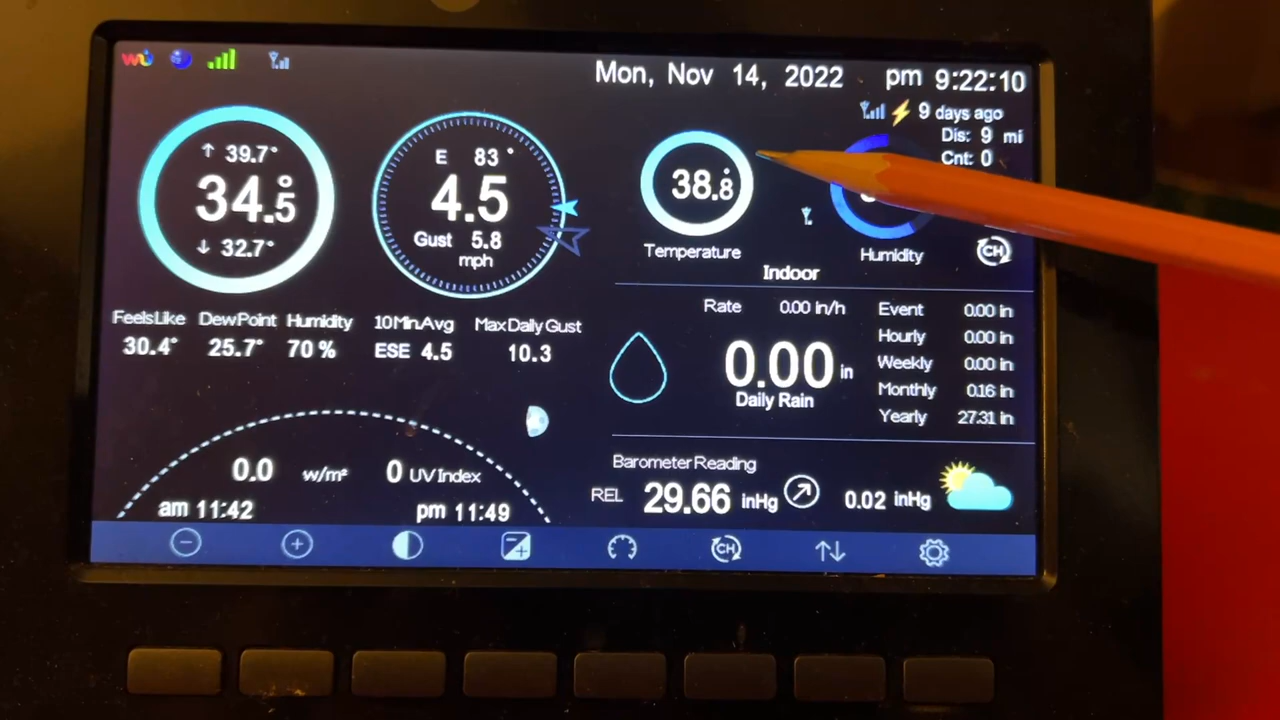 wu
Mon, Nov 14, 2022 pm 9:22:10
9 days ago
Dis: 9 mi
Cnt: 0
↑ 39.7°
34.5°
↓ 32.7°
E 83°
4.5
Gust 5.8
mph
38.8°
Temperature
Humidity
CH
Indoor
Feels Like Dew Point Humidity
30.4° 25.7° 70%
10 Min Avg Max Daily Gust
ESE 4.5 10.3
Rate 0.00 in/h
0.00 in
Daily Rain
Event 0.00 in
Hourly 0.00 in
Weekly 0.00 in
Monthly 0.16 in
Yearly 27.31 in
0.0 w/m² 0 UV Index
am 11:42 pm 11:49
Barometer Reading
REL 29.66 inHg 0.02 inHg
CH